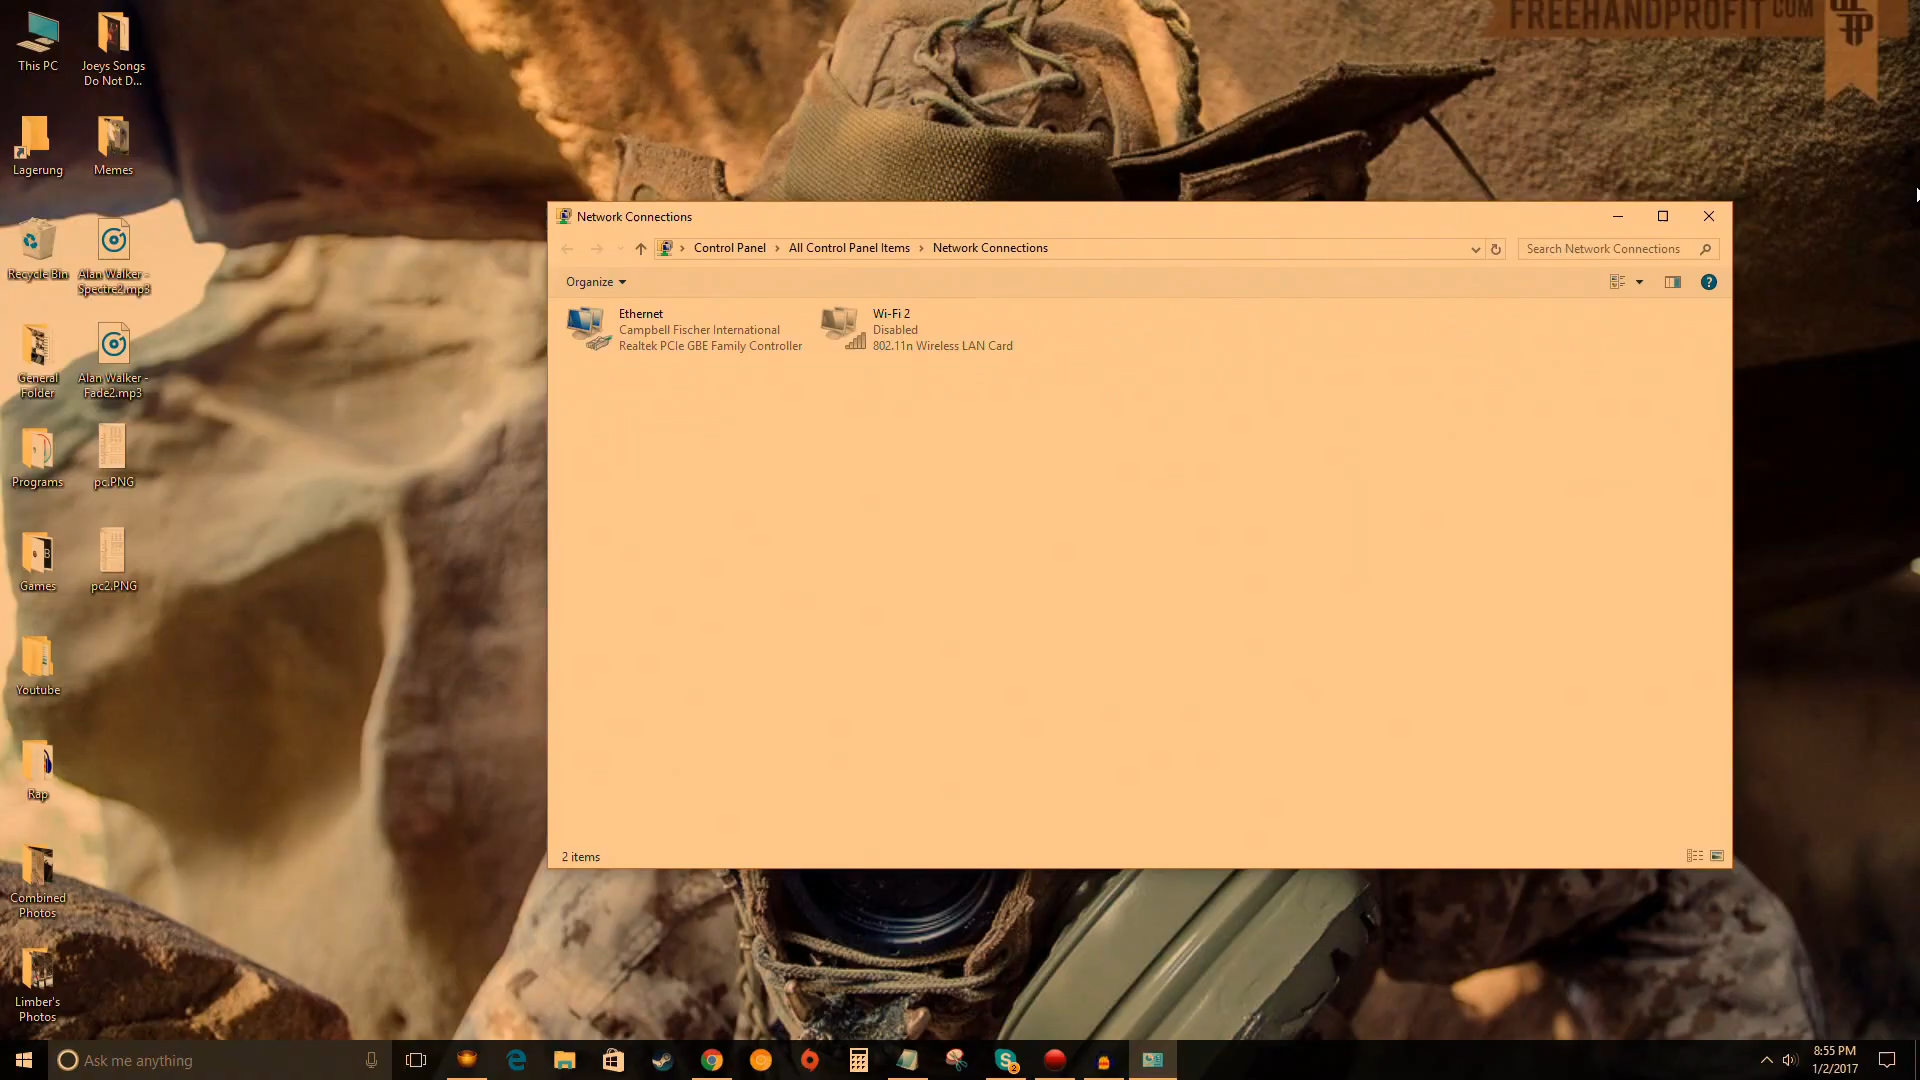 This PC
Joeys Songs
Do Not D...
Lagerung
Memes
Recycle Bin
Alan Walker -
Spectre2.mp3
General
Folder
Alan Walker -
Fade2.mp3
Programs
pc.PNG
Games
pc2.PNG
Youtube
Rap
Combined
Photos
Limber's
Photos
FREEHANDPROFIT COM
Network Connections
Control Panel
All Control Panel Items
Network Connections
Search Network Connections
Organize
Ethernet
Campbell Fischer International
Realtek PCIe GBE Family Controller
Wi-Fi 2
Disabled
802.11n Wireless LAN Card
2 items
Ask me anything
2
8:55 PM
1/2/2017